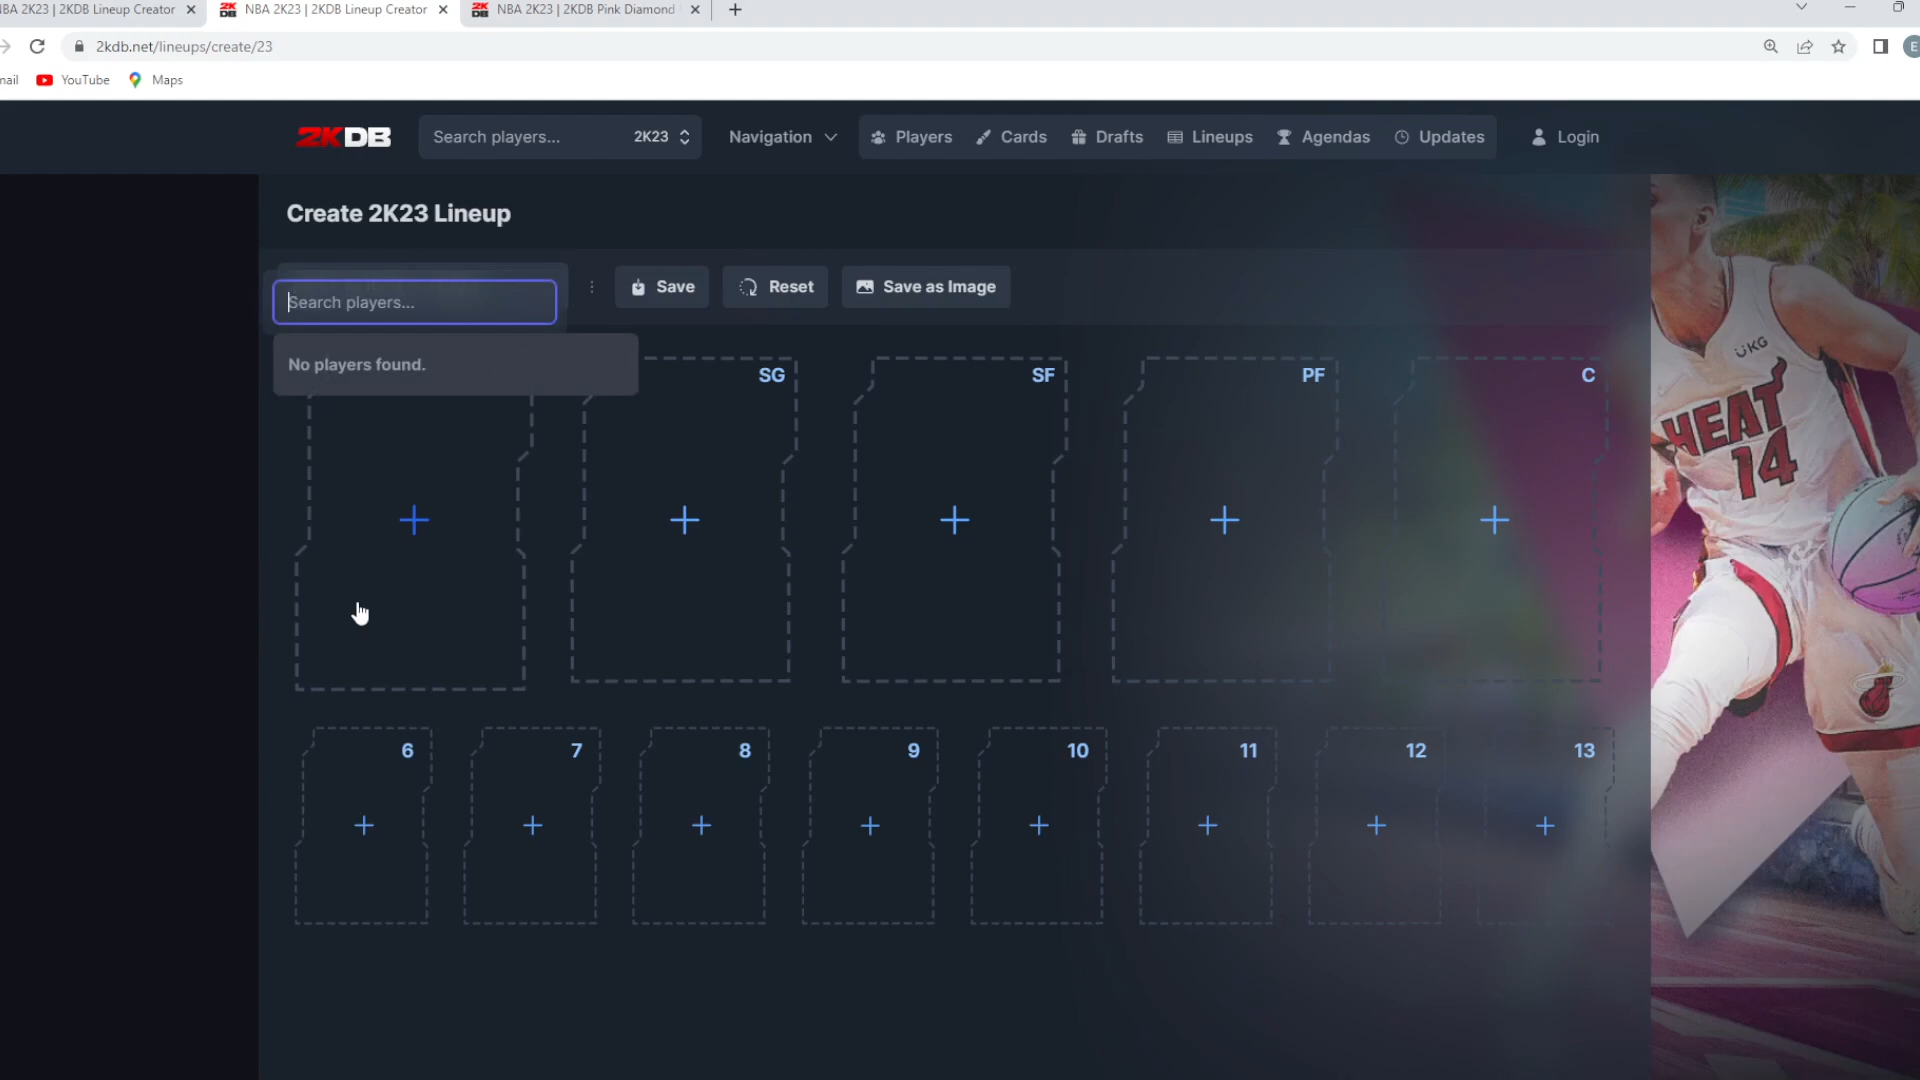 NBA 2K23 | 2KDB Lineup Creator
NBA 2K23 | 2KDB Lineup Creator
NBA 2K23 | 2KDB Pink Diamond
2kdb.net/lineups/create/23
E
mail
YouTube
Maps
2KDB
Search players...
2K23
Navigation
Players
Cards
Drafts
Lineups
Agendas
Updates
Login
Create 2K23 Lineup
Search players...
Save
Reset
Save as Image
No players found.
SG
SF
PF
C
6
7
8
9
10
11
12
13
UKG
HEAT
14